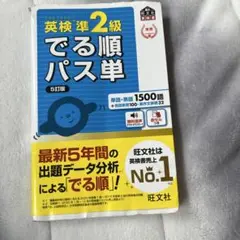 英検準2級
でる順
パス単
5訂版
単語・熟語1500語
最新5年間の
出題データ分析
による「でる順」!
旺文社は
英検書売上
No.1
旺文社